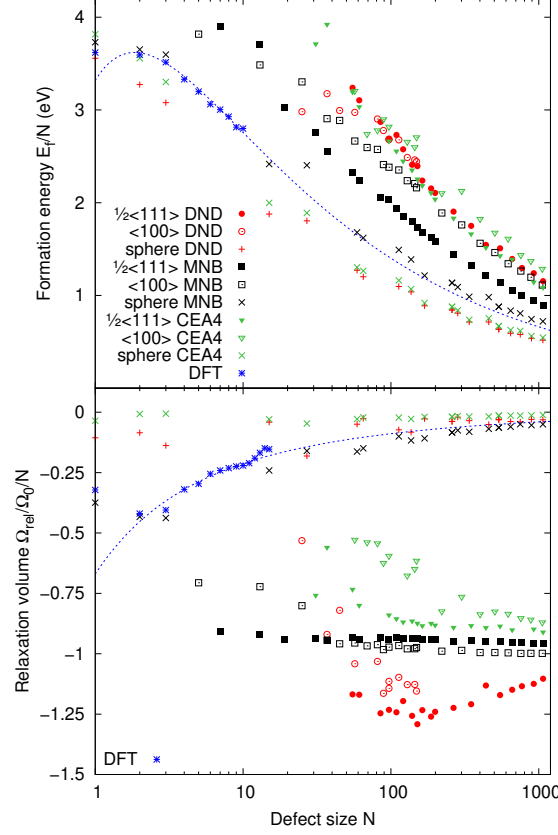 4
3
2
1
Formation energy E_f/N (eV)
½<111> DND
<100> DND
sphere DND
½<111> MNB
<100> MNB
sphere MNB
½<111> CEA4
<100> CEA4
sphere CEA4
DFT
0
−0.25
−0.5
−0.75
−1
−1.25
−1.5
Relaxation volume Ω_rel/Ω_0/N
DFT
1
10
100
1000
Defect size N